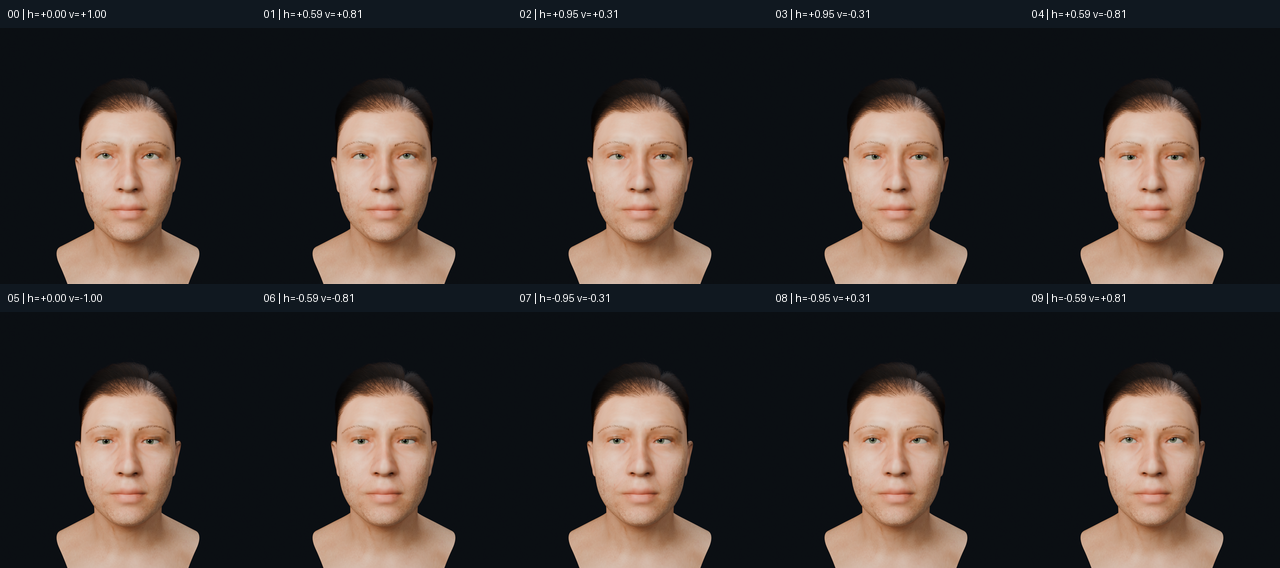 00 | h=+0.00 v=+1.00
01 | h=+0.59 v=+0.81
02 | h=+0.95 v=+0.31
03 | h=+0.95 v=-0.31
04 | h=+0.59 v=-0.81
05 | h=+0.00 v=-1.00
06 | h=-0.59 v=-0.81
07 | h=-0.95 v=-0.31
08 | h=-0.95 v=+0.31
09 | h=-0.59 v=+0.81